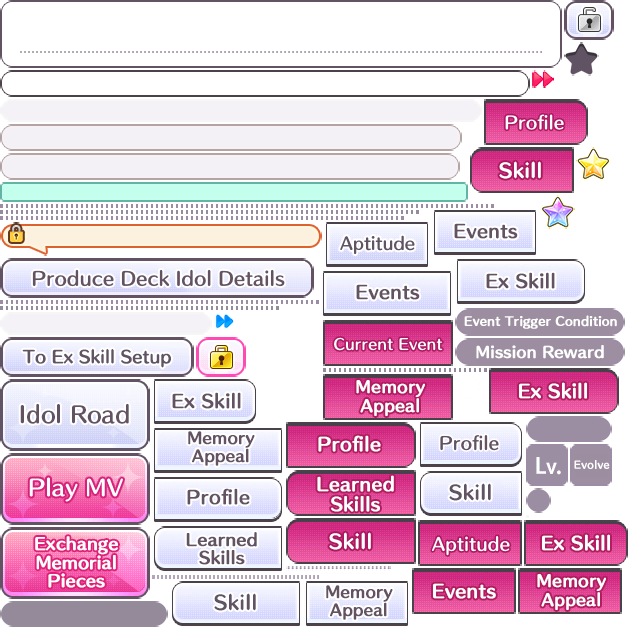 Profile
Skill
Aptitude
Events
Produce Deck Idol Details
Events
Ex Skill
Event Trigger Condition
Current Event
Mission Reward
To Ex Skill Setup
Memory
Appeal
Ex Skill
Idol Road
Ex Skill
Memory
Appeal
Profile
Profile
Lv.
Evolve
Play MV
Profile
Learned
Skills
Skill
Exchange
Memorial
Pieces
Learned
Skills
Skill
Aptitude
Ex Skill
Skill
Memory
Appeal
Events
Memory
Appeal